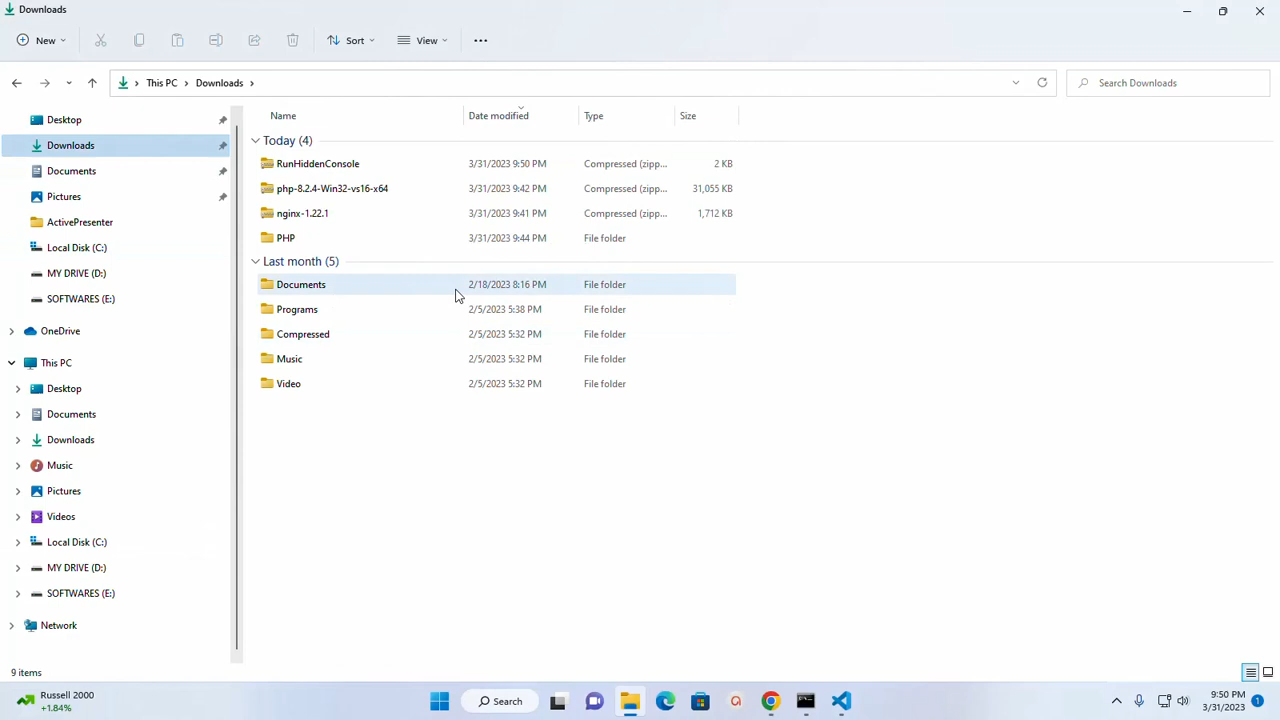 Downloads
New
Sort
View
This PC > Downloads >
Search Downloads
Desktop
Downloads
Documents
Pictures
ActivePresenter
Local Disk (C:)
MY DRIVE (D:)
SOFTWARES (E:)
OneDrive
This PC
Desktop
Documents
Downloads
Music
Pictures
Videos
Local Disk (C:)
MY DRIVE (D:)
SOFTWARES (E:)
Network
Name Date modified Type Size
Today (4)
RunHiddenConsole 3/31/2023 9:50 PM Compressed (zipp... 2 KB
php-8.2.4-Win32-vs16-x64 3/31/2023 9:42 PM Compressed (zipp... 31,055 KB
nginx-1.22.1 3/31/2023 9:41 PM Compressed (zipp... 1,712 KB
PHP 3/31/2023 9:44 PM File folder
Last month (5)
Documents 2/18/2023 8:16 PM File folder
Programs 2/5/2023 5:38 PM File folder
Compressed 2/5/2023 5:32 PM File folder
Music 2/5/2023 5:32 PM File folder
Video 2/5/2023 5:32 PM File folder
9 items
Russell 2000
+1.84%
Search
9:50 PM
3/31/2023
1